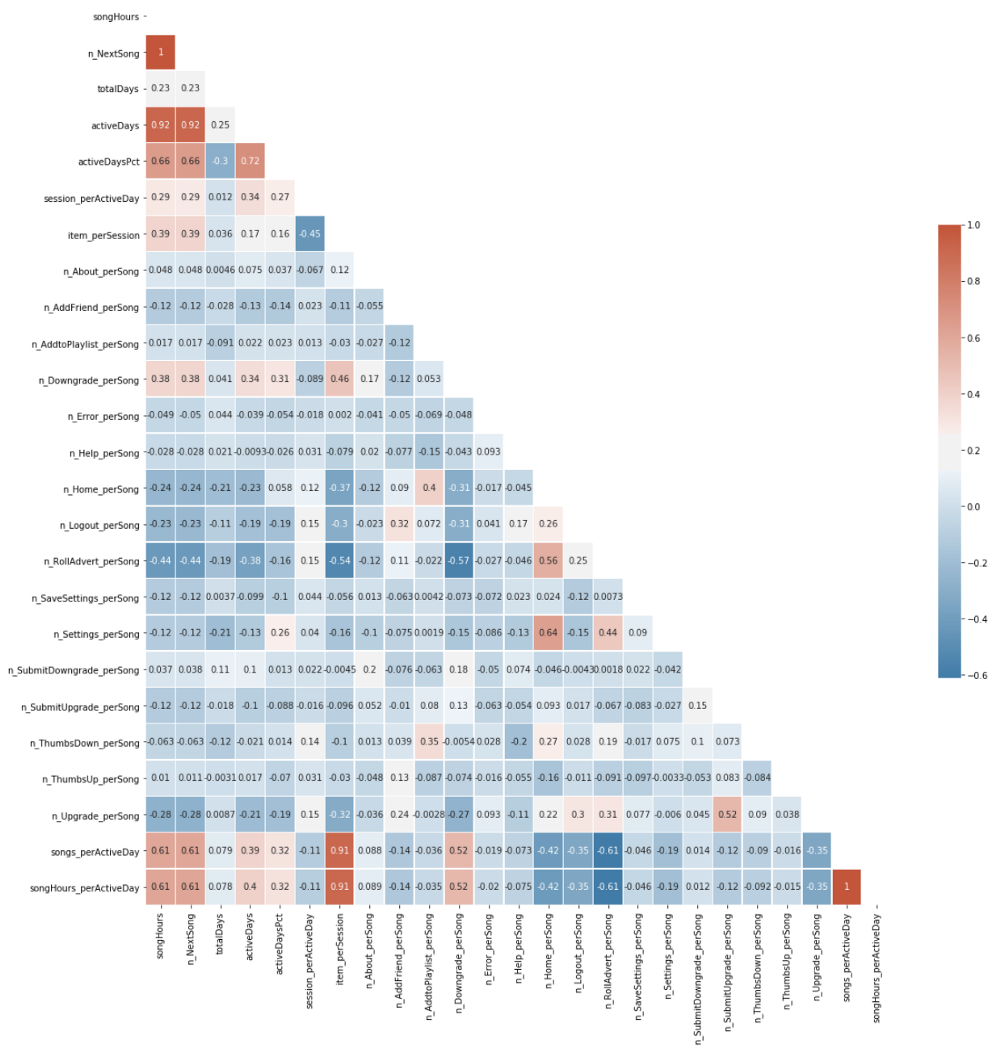 songHours
n_NextSong 1
totalDays 0.23 0.23
activeDays 0.92 0.92 0.25
activeDaysPct 0.66 0.66 -0.3 0.72
session_perActiveDay 0.29 0.29 0.012 0.34 0.27
item_perSession 0.39 0.39 0.036 0.17 0.16 -0.45
n_About_perSong 0.048 0.048 0.0046 0.075 0.037 -0.067 0.12
n_AddFriend_perSong -0.12 -0.12 -0.028 -0.13 -0.14 0.023 -0.11 -0.055
n_AddtoPlaylist_perSong 0.017 0.017 -0.091 0.022 0.023 0.013 -0.03 -0.027 -0.12
n_Downgrade_perSong 0.38 0.38 0.041 0.34 0.31 -0.089 0.46 0.17 -0.12 0.053
n_Error_perSong -0.049 -0.05 0.044 -0.039 -0.054 -0.018 0.002 -0.041 -0.05 -0.069 -0.048
n_Help_perSong -0.028 -0.028 0.021 -0.0093 -0.026 0.031 -0.079 0.02 -0.077 -0.15 -0.043 0.093
n_Home_perSong -0.24 -0.24 -0.21 -0.23 0.058 0.12 -0.37 -0.12 0.09 0.4 -0.31 -0.017 -0.045
n_Logout_perSong -0.23 -0.23 -0.11 -0.19 -0.19 0.15 -0.3 -0.023 0.32 0.072 -0.31 0.041 0.17 0.26
n_RollAdvert_perSong -0.44 -0.44 -0.19 -0.38 -0.16 0.15 -0.54 -0.12 0.11 -0.022 -0.57 -0.027 -0.046 0.56 0.25
n_SaveSettings_perSong -0.12 -0.12 0.0037 -0.099 -0.1 0.044 -0.056 0.013 -0.063 0.0042 -0.073 -0.072 0.023 0.024 -0.12 0.0073
n_Settings_perSong -0.12 -0.12 -0.21 -0.13 0.26 0.04 -0.16 -0.1 -0.075 0.0019 -0.15 -0.086 -0.13 0.64 -0.15 0.44 0.09
n_SubmitDowngrade_perSong 0.037 0.038 0.11 0.1 0.013 0.022 -0.0045 0.2 -0.076 -0.063 0.18 -0.05 0.074 -0.046 -0.0043 0.0018 0.022 -0.042
n_SubmitUpgrade_perSong -0.12 -0.12 -0.018 -0.1 -0.088 -0.016 -0.096 0.052 -0.01 0.08 0.13 -0.063 -0.054 0.093 0.017 -0.067 -0.083 -0.027 0.15
n_ThumbsDown_perSong -0.063 -0.063 -0.12 -0.021 0.014 0.14 -0.1 0.013 0.039 0.35 -0.0054 0.028 -0.2 0.27 0.028 0.19 -0.017 0.075 0.1 0.073
n_ThumbsUp_perSong 0.01 0.011 -0.0031 0.017 -0.07 0.031 -0.03 -0.048 0.13 -0.087 -0.074 -0.016 -0.055 -0.16 -0.011 -0.091 -0.097 -0.0033 -0.053 0.083 -0.084
n_Upgrade_perSong -0.28 -0.28 0.0087 -0.21 -0.19 0.15 -0.32 -0.036 0.24 -0.0028 -0.27 0.093 -0.11 0.22 0.3 0.31 0.077 -0.006 0.045 0.52 0.09 0.038
songs_perActiveDay 0.61 0.61 0.079 0.39 0.32 -0.11 0.91 0.088 -0.14 -0.036 0.52 -0.019 -0.073 -0.42 -0.35 -0.61 -0.046 -0.19 0.014 -0.12 -0.09 -0.016 -0.35
songHours_perActiveDay 0.61 0.61 0.078 0.4 0.32 -0.11 0.91 0.089 -0.14 -0.035 0.52 -0.02 -0.075 -0.42 -0.35 -0.61 -0.046 -0.19 0.012 -0.12 -0.092 -0.015 -0.35 1
songHours
n_NextSong
totalDays
activeDays
activeDaysPct
session_perActiveDay
item_perSession
n_About_perSong
n_AddFriend_perSong
n_AddtoPlaylist_perSong
n_Downgrade_perSong
n_Error_perSong
n_Help_perSong
n_Home_perSong
n_Logout_perSong
n_RollAdvert_perSong
n_SaveSettings_perSong
n_Settings_perSong
n_SubmitDowngrade_perSong
n_SubmitUpgrade_perSong
n_ThumbsDown_perSong
n_ThumbsUp_perSong
n_Upgrade_perSong
songs_perActiveDay
songHours_perActiveDay
1.0
0.8
0.6
0.4
0.2
0.0
−0.2
−0.4
−0.6